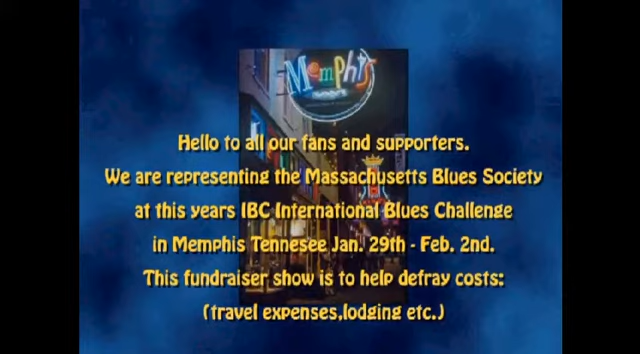 Memphis
Hello to all our fans and supporters.
We are representing the Massachusetts Blues Society
at this years IBC International Blues Challenge
in Memphis Tennesee Jan. 29th - Feb. 2nd.
This fundraiser show is to help defray costs:
(travel expenses,lodging etc.)